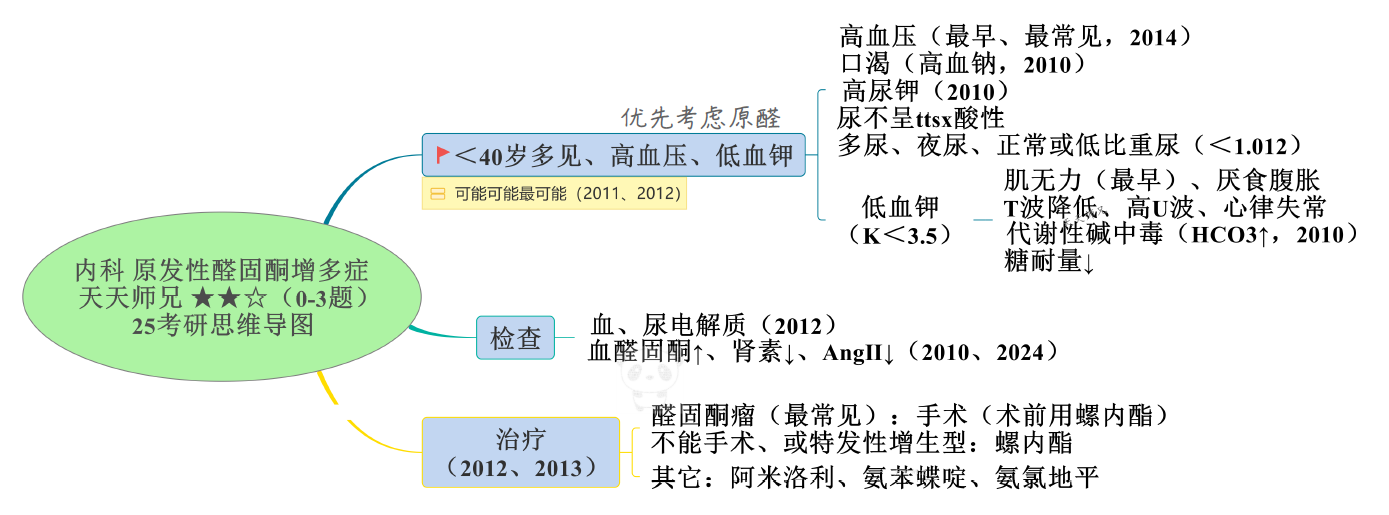 内科 原发性醛固酮增多症
天天师兄 ★★☆（0-3题）
25考研思维导图
优先考虑原醛
＜40岁多见、高血压、低血钾
可能可能最可能（2011、2012）
高血压（最早、最常见，2014）
口渴（高血钠，2010）
高尿钾（2010）
尿不呈ttsx酸性
多尿、夜尿、正常或低比重尿（＜1.012）
低血钾
（K＜3.5）
肌无力（最早）、厌食腹胀
T波降低、高U波、心律失常
代谢性碱中毒（HCO3↑，2010）
糖耐量↓
检查
血、尿电解质（2012）
血醛固酮↑、肾素↓、AngII↓（2010、2024）
治疗
（2012、2013）
醛固酮瘤（最常见）：手术（术前用螺内酯）
不能手术、或特发性增生型：螺内酯
其它：阿米洛利、氨苯蝶啶、氨氯地平